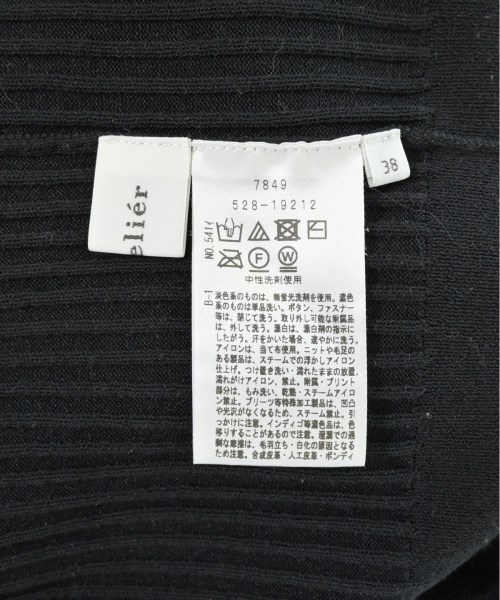 eliér
38
7849
528-19212
NO. 5417
B-1
F
W
中性洗剤使用
淡色系のものは、無蛍光洗剤を使用。濃色
系のものは単品洗い。ボタン、ファスナー
等は、閉じて洗う。取り外し可能な附属品
は、外して洗う。漂白は、漂白剤の指示に
したがう。汗をかいた場合、速やかに洗う。
アイロンは、当て布使用。ニットや毛足の
ある製品は、スチームでの浮かしアイロン
仕上げ。つけ置き洗い・濡れたままの放置、
濡れがけアイロン、禁止。附属・プリント
部分は、もみ洗い、乾熱・スチームアイロ
ン禁止。プリーツ等特殊加工製品は、凹凸
や光沢がなくなるため、スチーム禁止。引
っかけに注意。インディゴ等濃色品は、色
移りすることがあるので注意。湿潤での過
剰な摩擦は、毛羽立ち・白化の原因となる
ため注意。合成皮革・人工皮革・ボンディ